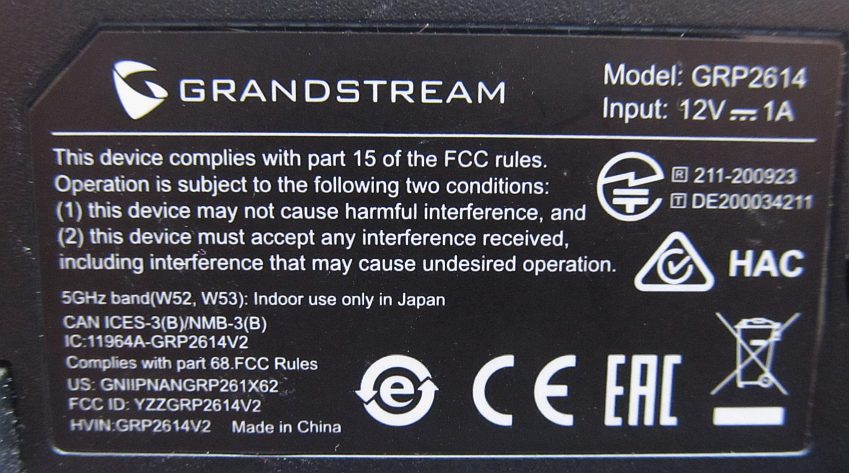 GRANDSTREAM
Model: GRP2614
Input: 12V⎓1A
This device complies with part 15 of the FCC rules.
Operation is subject to the following two conditions:
(1) this device may not cause harmful interference, and
(2) this device must accept any interference received,
including interference that may cause undesired operation.
R 211-200923
T DE200034211
HAC
5GHz band(W52, W53): Indoor use only in Japan
CAN ICES-3(B)/NMB-3(B)
IC:11964A-GRP2614V2
Complies with part 68.FCC Rules
US: GNIIPNANGRP261X62
FCC ID: YZZGRP2614V2
HVIN:GRP2614V2 Made in China
e
CE
EAC